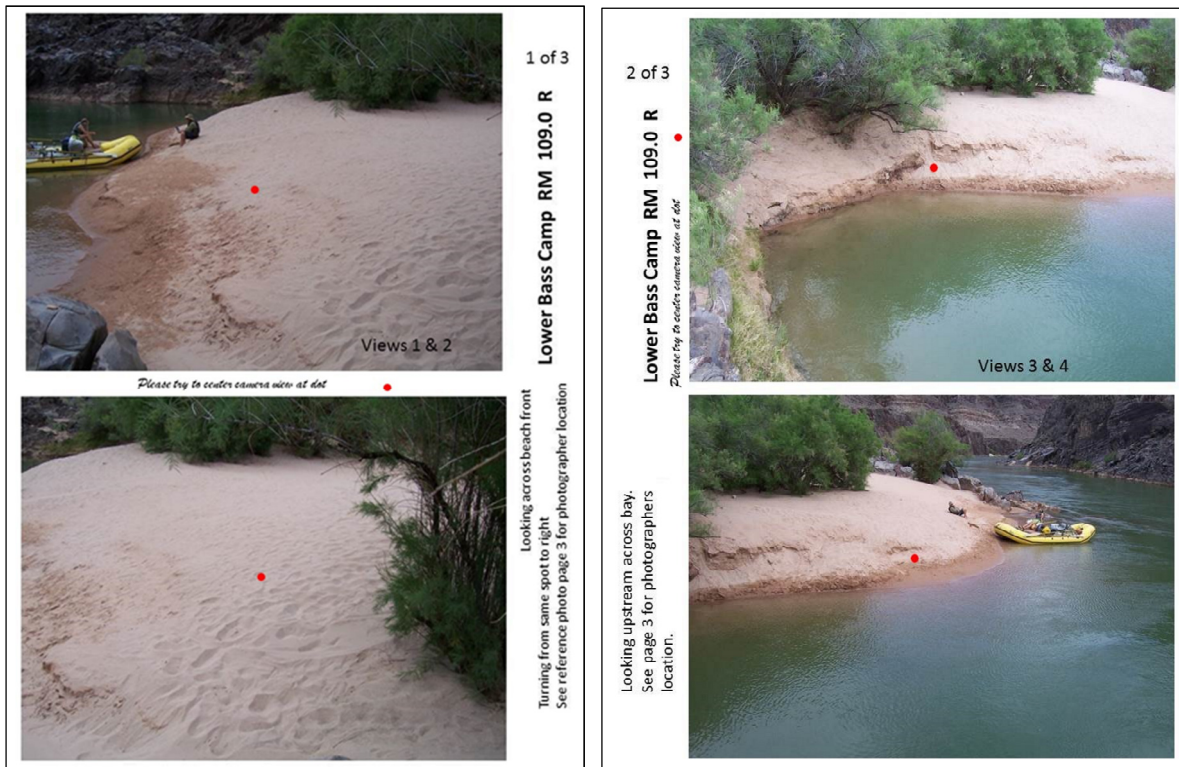 1 of 3
Lower Bass Camp RM 109.0 R
Views 1 & 2
Please try to center camera view at dot
Looking across beach front
Turning from same spot to right
See reference photo page 3 for photographer location
2 of 3
Lower Bass Camp RM 109.0 R
Please try to center camera view at dot
Views 3 & 4
Looking upstream across bay.
See page 3 for photographers
location.